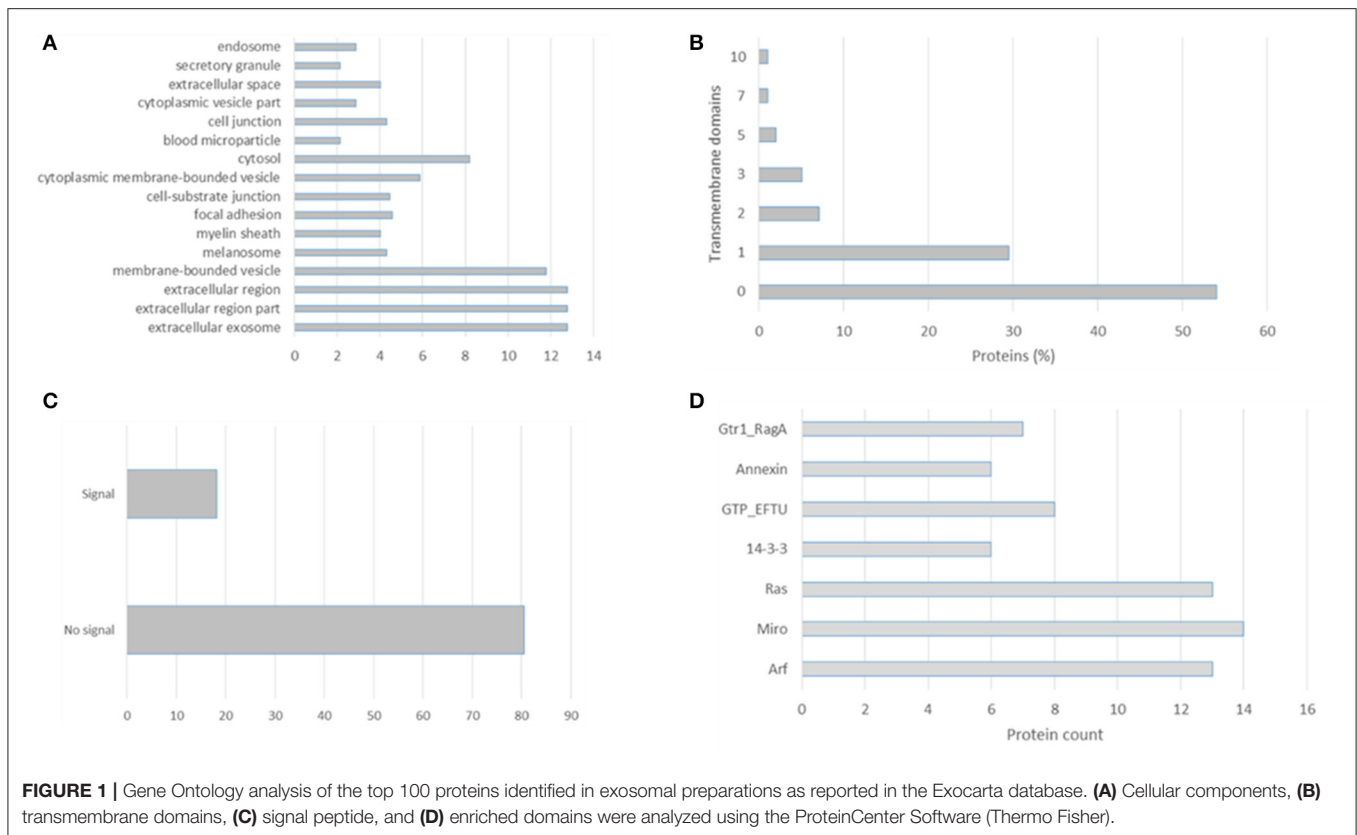 A
endosome
secretory granule
extracellular space
cytoplasmic vesicle part
cell junction
blood microparticle
cytosol
cytoplasmic membrane-bounded vesicle
cell-substrate junction
focal adhesion
myelin sheath
melanosome
membrane-bounded vesicle
extracellular region
extracellular region part
extracellular exosome
0 2 4 6 8 10 12 14
B
Transmembrane domains
10
7
5
3
2
1
0
0 10 20 30 40 50 60
Proteins (%)
C
Signal
No signal
0 10 20 30 40 50 60 70 80 90
D
Gtr1_RagA
Annexin
GTP_EFTU
14-3-3
Ras
Miro
Arf
0 2 4 6 8 10 12 14 16
Protein count
FIGURE 1 | Gene Ontology analysis of the top 100 proteins identified in exosomal preparations as reported in the Exocarta database. (A) Cellular components, (B)
transmembrane domains, (C) signal peptide, and (D) enriched domains were analyzed using the ProteinCenter Software (Thermo Fisher).